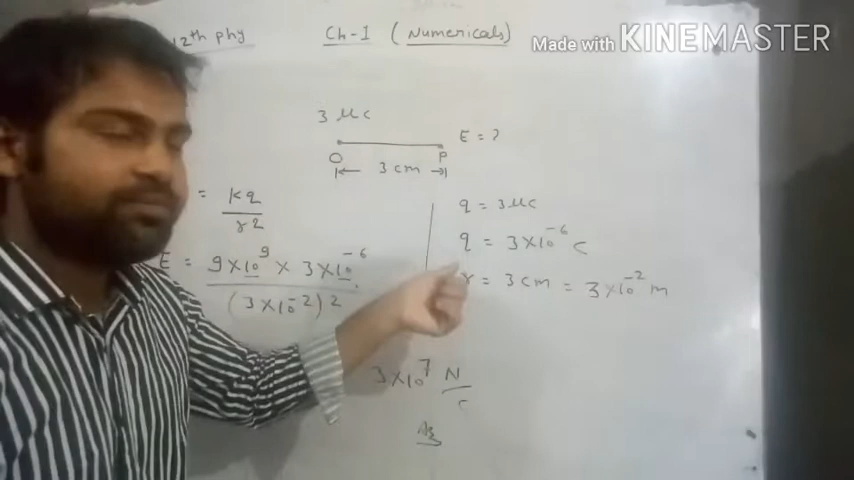 12th phy
Ch-I (Numericals)
Made with KINEMASTER
3 μc
E = ?
O P
3 cm
= Kq / r2
q = 3μc
q = 3×10⁻⁶ C
E = 9×10⁹ × 3×10⁻⁶ / (3×10⁻²)2
r = 3 cm = 3×10⁻² m
3×10⁷ N/C
As